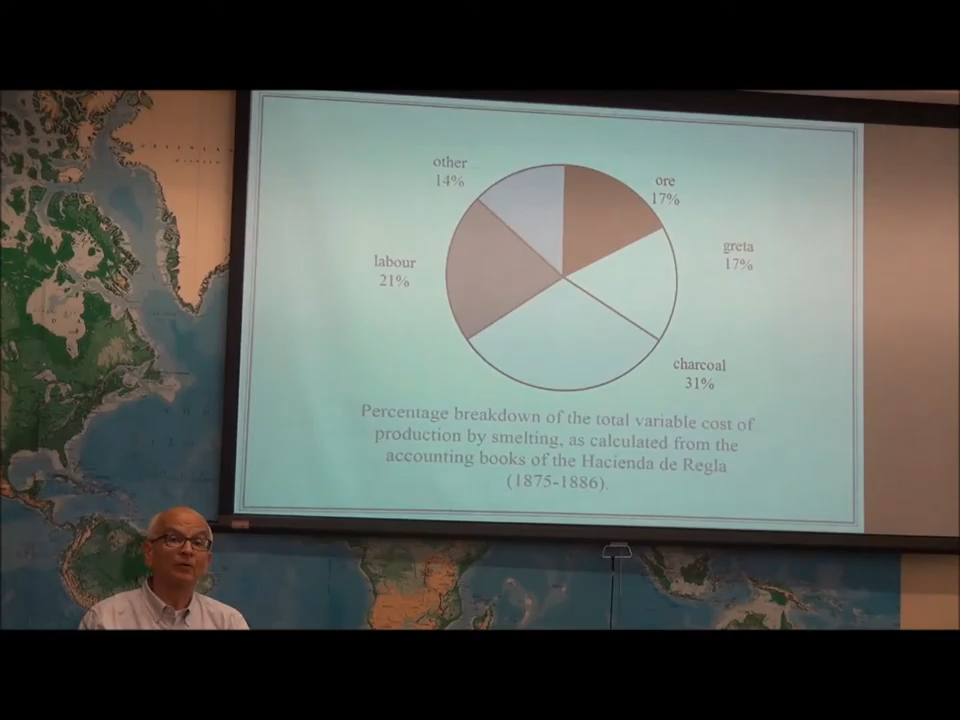 other
14%
ore
17%
greta
17%
labour
21%
charcoal
31%
Percentage breakdown of the total variable cost of
production by smelting, as calculated from the
accounting books of the Hacienda de Regla
(1875-1886).